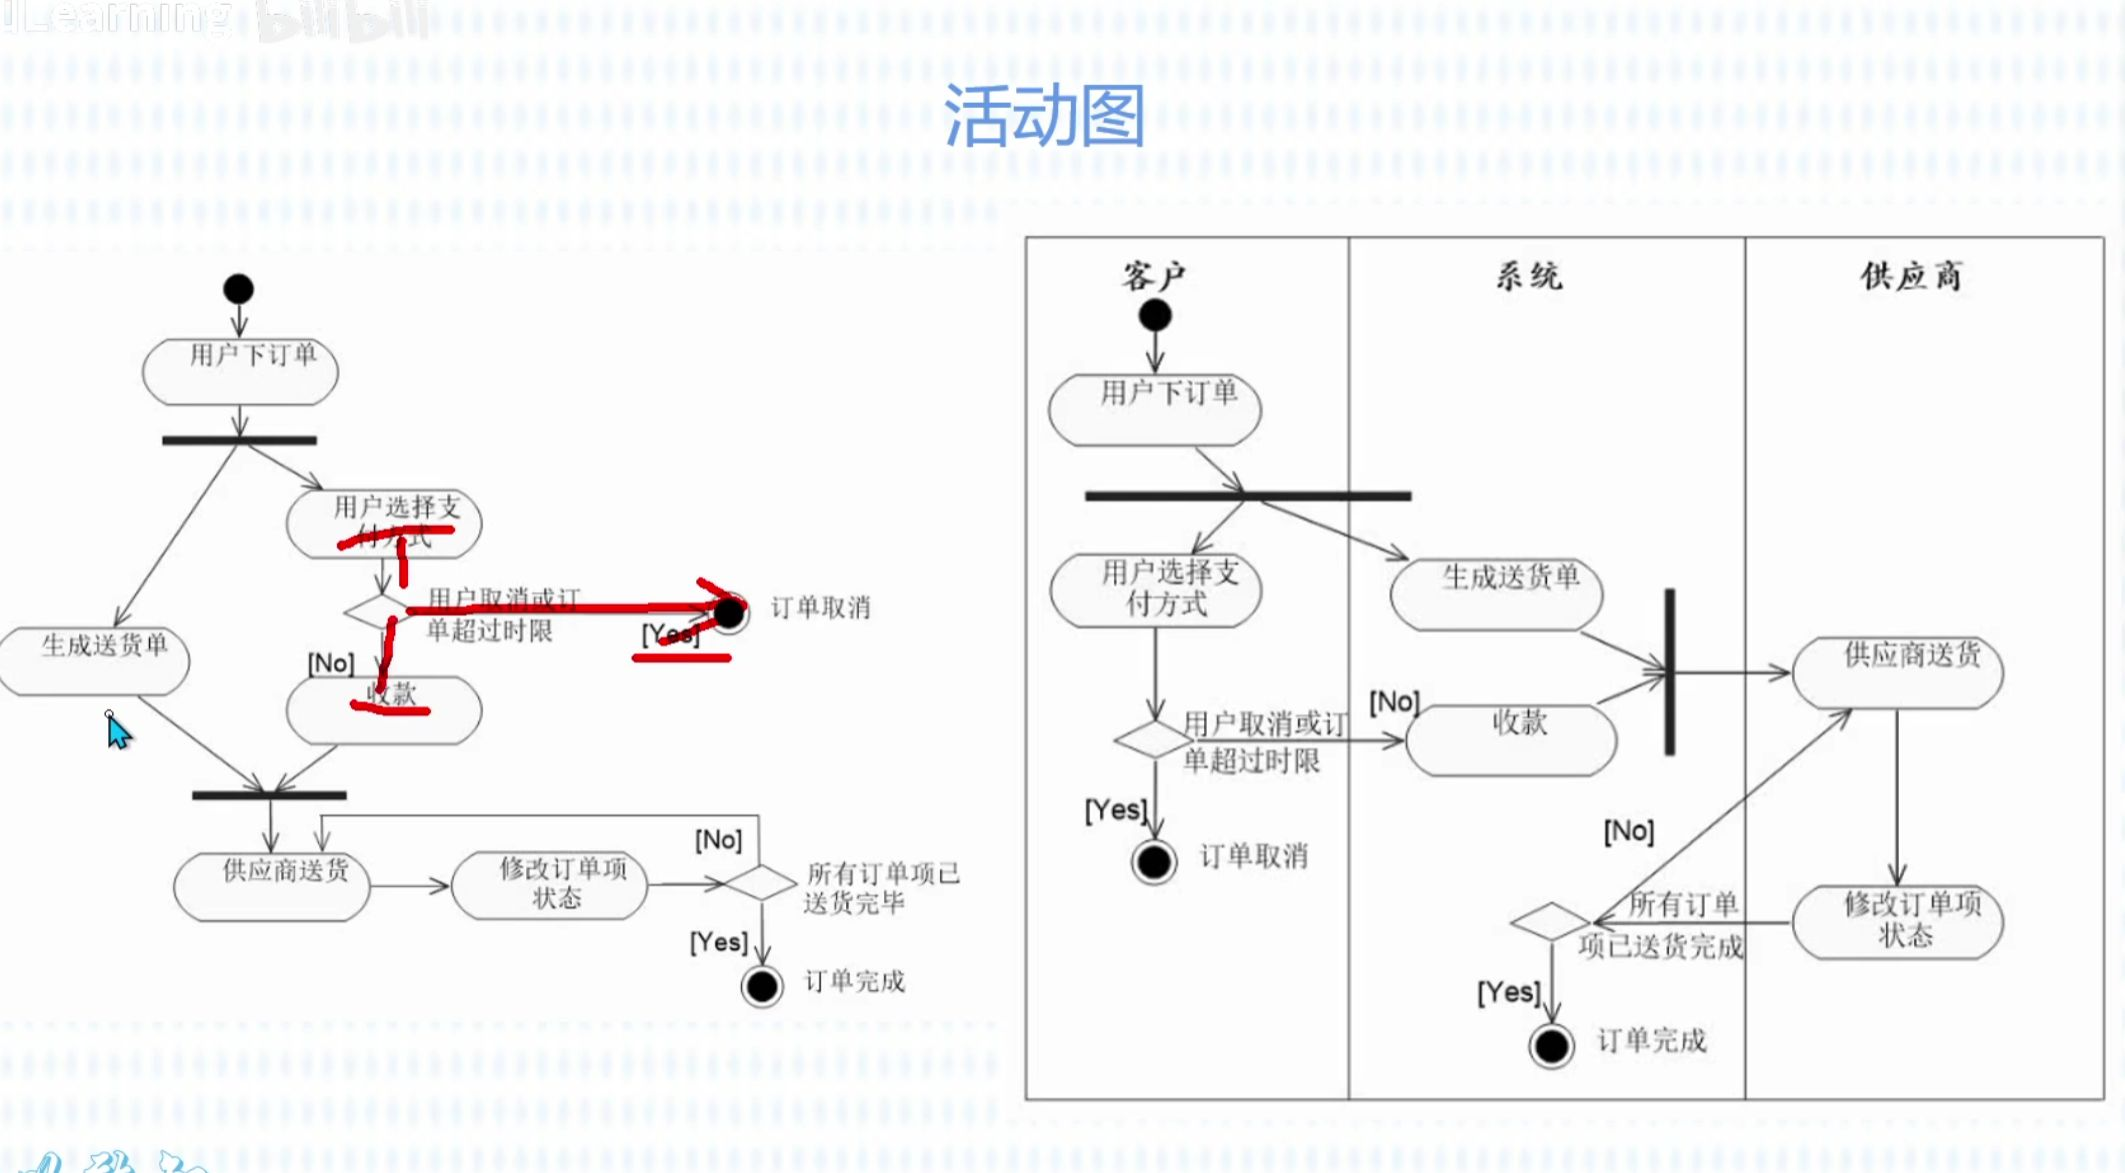 iLearning bilibili
活动图
用户下订单
用户选择支
付方式
用户取消或订
单超过时限
[Yes]
订单取消
生成送货单
[No]
收款
供应商送货
修改订单项
状态
[No]
所有订单项已
送货完毕
[Yes]
订单完成
客户
系统
供应商
用户下订单
用户选择支
付方式
生成送货单
供应商送货
用户取消或订
单超过时限
[No]
收款
[Yes]
订单取消
[No]
所有订单
项已送货完成
修改订单项
状态
[Yes]
订单完成